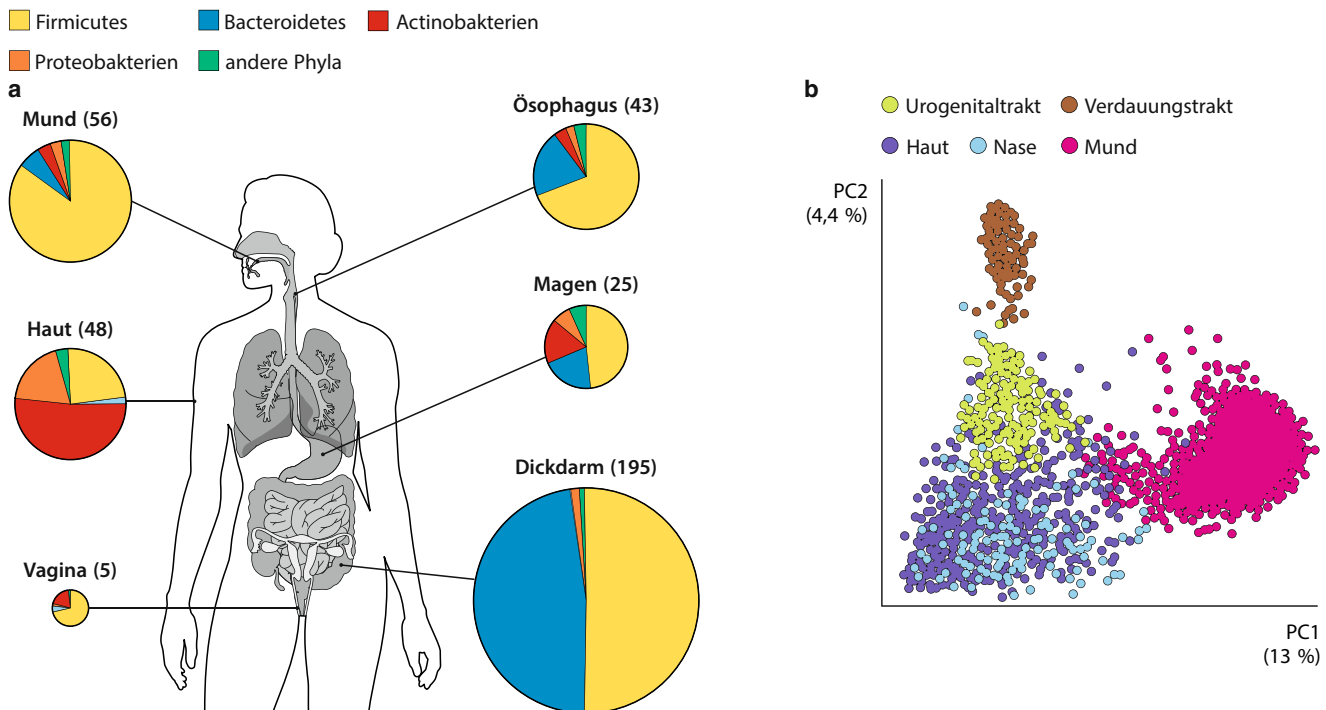 Firmicutes
Bacteroidetes
Actinobakterien
Proteobakterien
andere Phyla
a
Mund (56)
Ösophagus (43)
Magen (25)
Haut (48)
Dickdarm (195)
Vagina (5)
b
Urogenitaltrakt
Verdauungstrakt
Haut
Nase
Mund
PC2
(4,4 %)
PC1
(13 %)